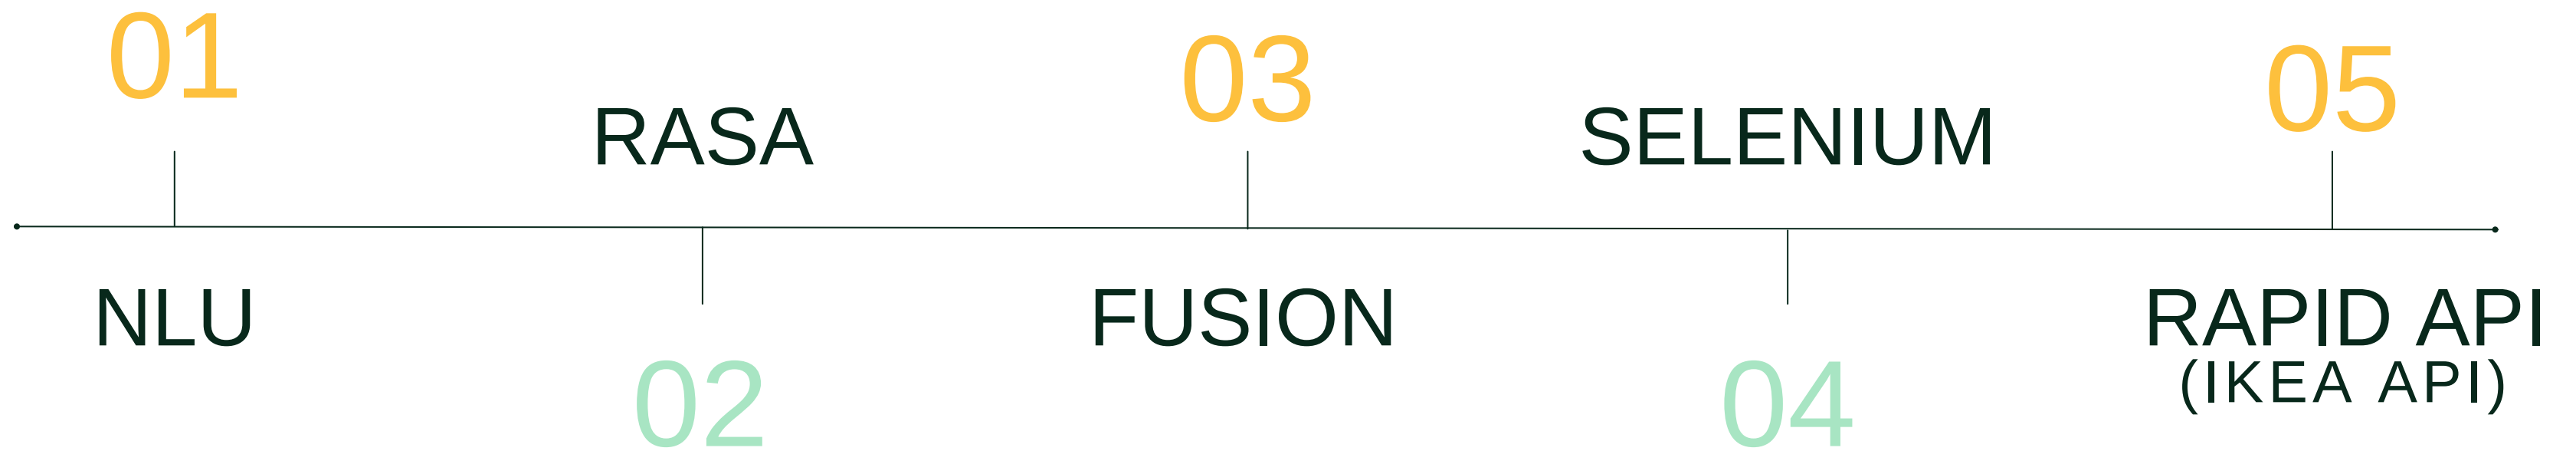 01
NLU
RASA
02
03
FUSION
SELENIUM
04
05
RAPID API
(IKEA API)